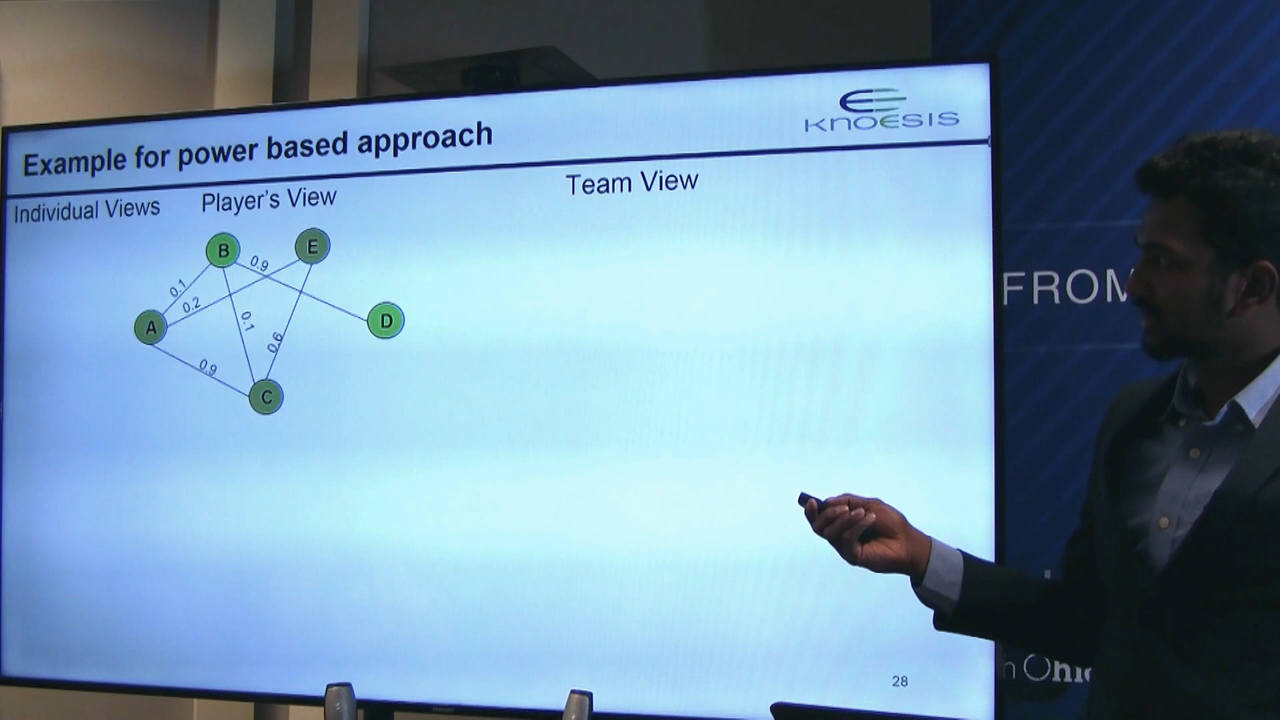 Example for power based approach
KNOESIS
Individual Views
Player's View
Team View
B
E
0.9
0.1
0.2
A
0.1
D
0.6
0.9
C
28
FROM